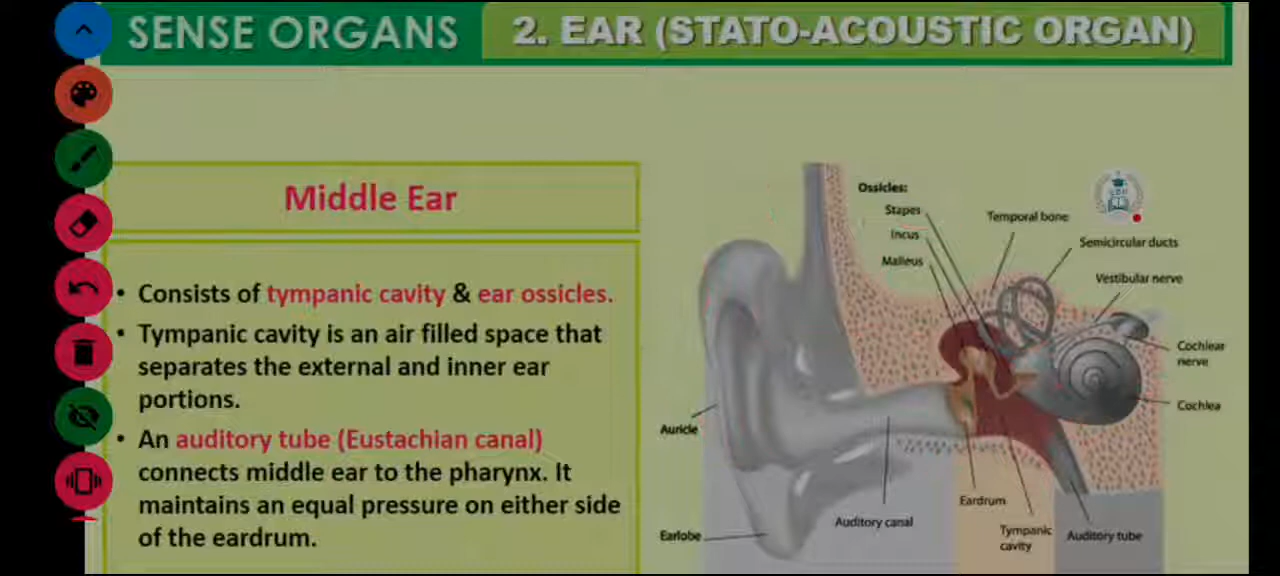 SENSE ORGANS
2. EAR (STATO-ACOUSTIC ORGAN)
Middle Ear
• Consists of tympanic cavity & ear ossicles.
• Tympanic cavity is an air filled space that
separates the external and inner ear
portions.
• An auditory tube (Eustachian canal)
connects middle ear to the pharynx. It
maintains an equal pressure on either side
of the eardrum.
Ossicles:
Stapes
Incus
Malleus
Temporal bone
Semicircular ducts
Vestibular nerve
Cochlear
nerve
Cochlea
Auricle
Earlobe
Auditory canal
Eardrum
Tympanic
cavity
Auditory tube